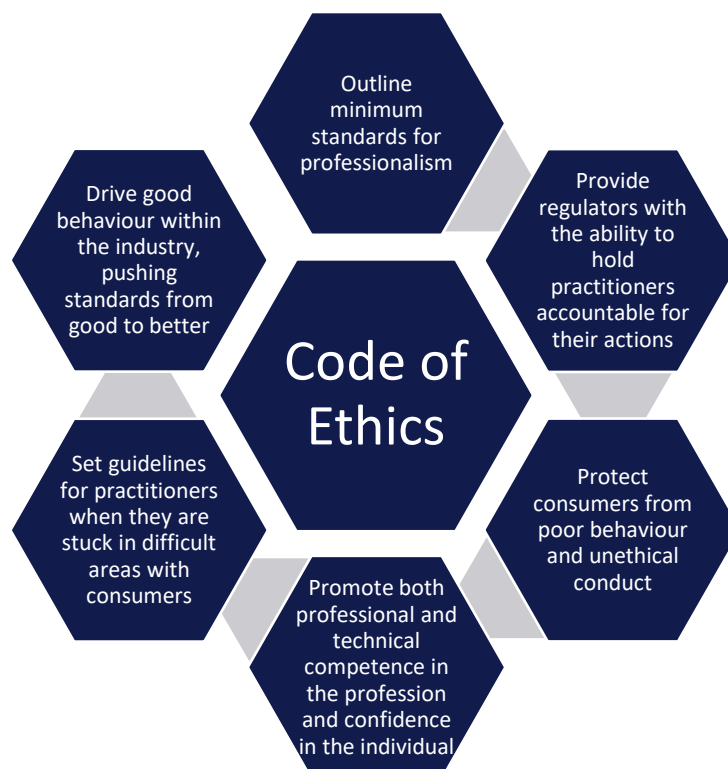 Outline
minimum
standards for
professionalism
Provide
regulators with
the ability to
hold
practitioners
accountable for
their actions
Protect
consumers from
poor behaviour
and unethical
conduct
Promote both
professional and
technical
competence in
the profession
and confidence
in the individual
Set guidelines
for practitioners
when they are
stuck in difficult
areas with
consumers
Drive good
behaviour within
the industry,
pushing
standards from
good to better
Code of
Ethics